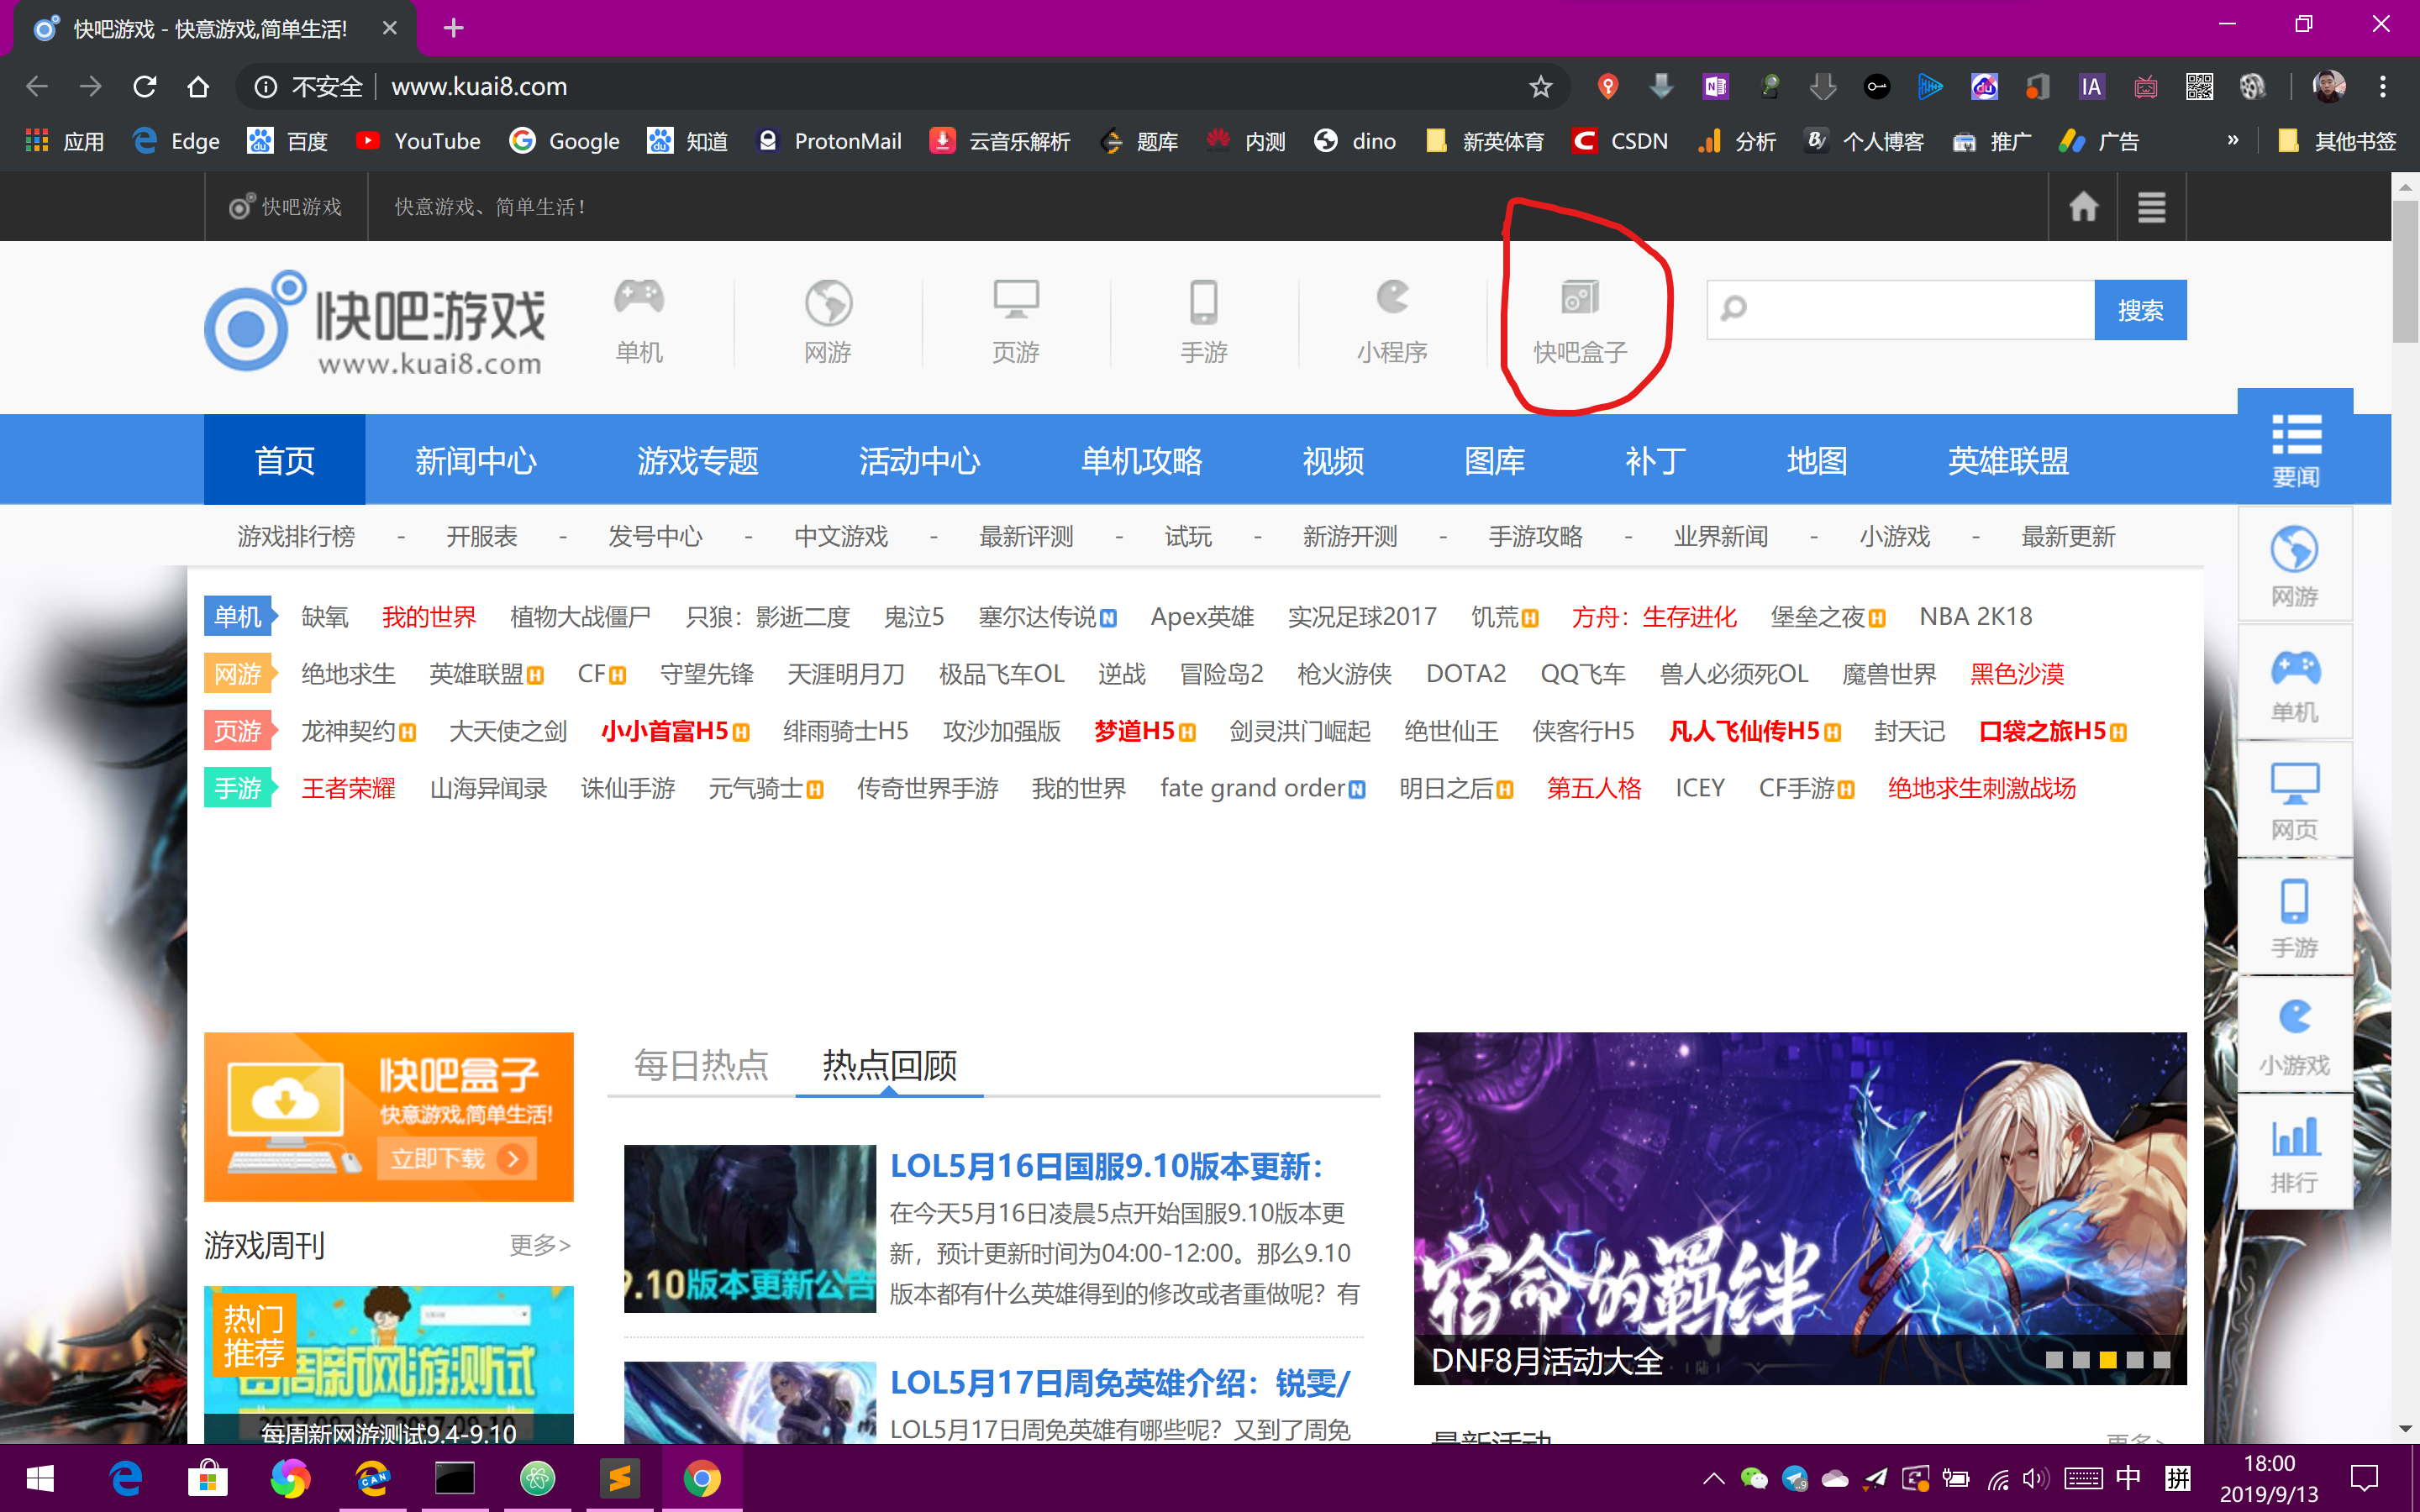 快吧游戏 - 快意游戏,简单生活!
不安全 www.kuai8.com
应用 Edge 百度 YouTube Google 知道 ProtonMail 云音乐解析 题库 内测 dino 新英体育 CSDN 分析 个人博客 推广 广告 » 其他书签
快吧游戏 快意游戏、简单生活!
快吧游戏
www.kuai8.com
单机 网游 页游 手游 小程序 快吧盒子
搜索
首页 新闻中心 游戏专题 活动中心 单机攻略 视频 图库 补丁 地图 英雄联盟
要闻
游戏排行榜 - 开服表 - 发号中心 - 中文游戏 - 最新评测 - 试玩 - 新游开测 - 手游攻略 - 业界新闻 - 小游戏 - 最新更新
单机 缺氧 我的世界 植物大战僵尸 只狼：影逝二度 鬼泣5 塞尔达传说N Apex英雄 实况足球2017 饥荒H 方舟：生存进化 堡垒之夜H NBA 2K18
网游 绝地求生 英雄联盟H CFH 守望先锋 天涯明月刀 极品飞车OL 逆战 冒险岛2 枪火游侠 DOTA2 QQ飞车 兽人必须死OL 魔兽世界 黑色沙漠
页游 龙神契约H 大天使之剑 小小首富H5H 绯雨骑士H5 攻沙加强版 梦道H5H 剑灵洪门崛起 绝世仙王 侠客行H5 凡人飞仙传H5H 封天记 口袋之旅H5H
手游 王者荣耀 山海异闻录 诛仙手游 元气骑士H 传奇世界手游 我的世界 fate grand orderN 明日之后H 第五人格 ICEY CF手游H 绝地求生刺激战场
网游
单机
网页
手游
小游戏
排行
快吧盒子
快意游戏,简单生活!
立即下载
游戏周刊 更多>
热门
推荐
每周新网游测试
每周新网游测试9.4-9.10
每日热点 热点回顾
9.10版本更新公告
LOL5月16日国服9.10版本更新：
在今天5月16日凌晨5点开始国服9.10版本更
新，预计更新时间为04:00-12:00。那么9.10
版本都有什么英雄得到的修改或者重做呢？有
LOL5月17日周免英雄介绍：锐雯/
LOL5月17日周免英雄有哪些呢？又到了周免
宿命的羁绊
DNF8月活动大全
最新活动 更多>
中 拼
18:00
2019/9/13